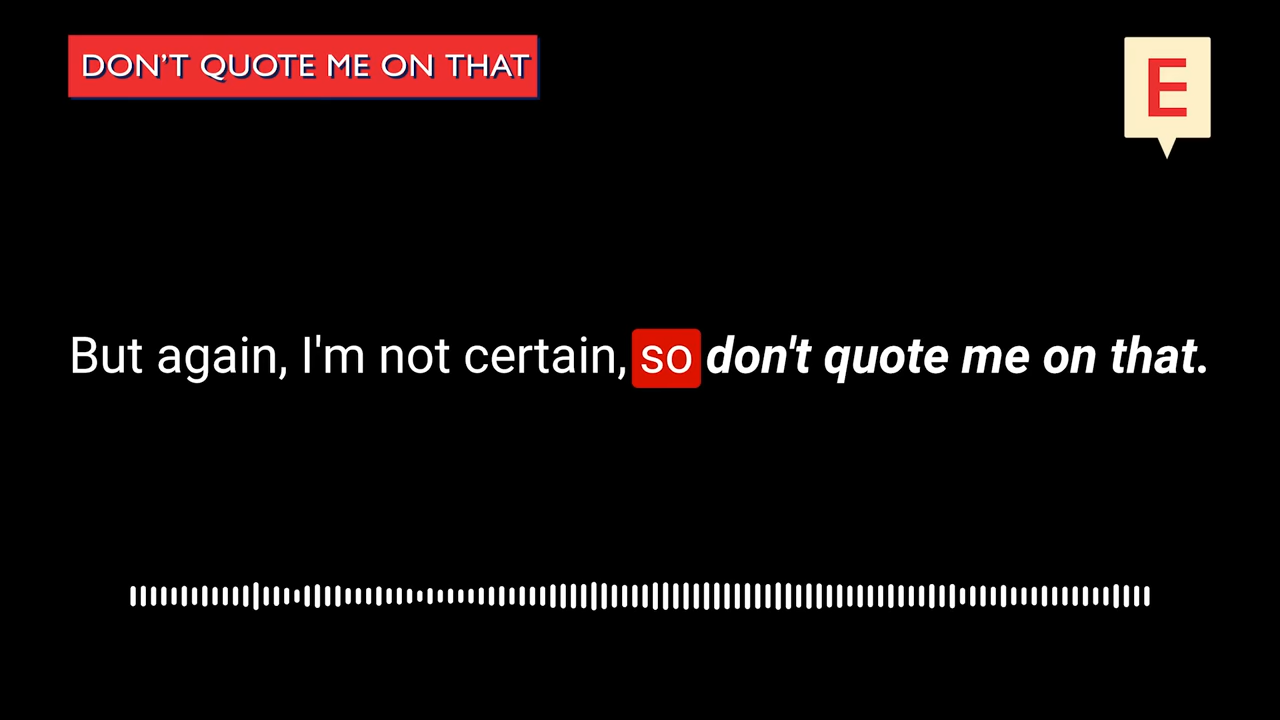 DON’T QUOTE ME ON THAT
E
But again, I'm not certain, so don't quote me on that.